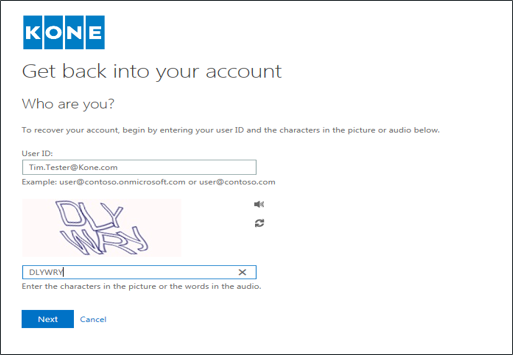 KONE
Get back into your account
Who are you?
To recover your account, begin by entering your user ID and the characters in the picture or audio below.
User ID:
Tim.Tester@Kone.com
Example: user@contoso.onmicrosoft.com or user@contoso.com
DLY
WRY
DLYWRY
Enter the characters in the picture or the words in the audio.
Next Cancel